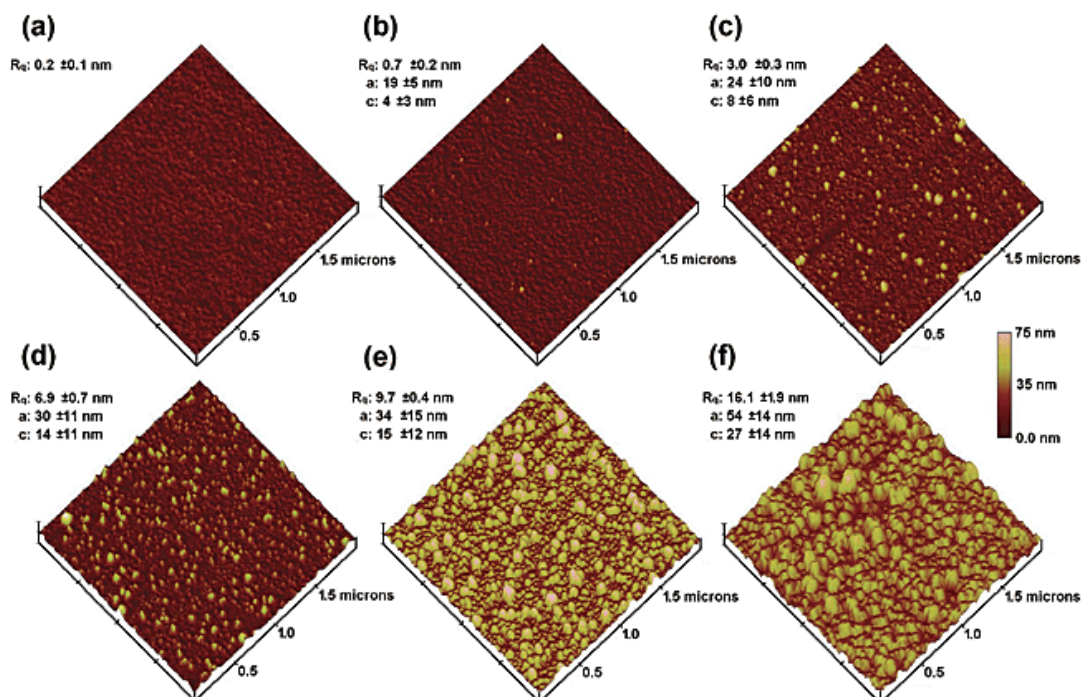 (a)
Rq: 0.2 ±0.1 nm
1.5 microns
1.0
0.5
(b)
Rq: 0.7 ±0.2 nm
a: 19 ±5 nm
c: 4 ±3 nm
1.5 microns
1.0
0.5
(c)
Rq: 3.0 ±0.3 nm
a: 24 ±10 nm
c: 8 ±6 nm
1.5 microns
1.0
0.5
75 nm
35 nm
0.0 nm
(d)
Rq: 6.9 ±0.7 nm
a: 30 ±11 nm
c: 14 ±11 nm
1.5 microns
1.0
0.5
(e)
Rq: 9.7 ±0.4 nm
a: 34 ±15 nm
c: 15 ±12 nm
1.5 microns
1.0
0.5
(f)
Rq: 16.1 ±1.9 nm
a: 54 ±14 nm
c: 27 ±14 nm
1.5 microns
1.0
0.5